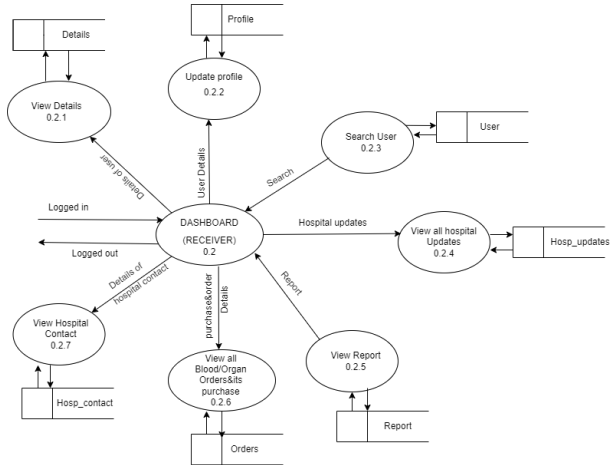 Details
Profile
View Details
0.2.1
Update profile
0.2.2
Search User
0.2.3
User
Details of user
User Details
Search
Logged in
Logged out
DASHBOARD
(RECEIVER)
0.2
Hospital updates
View all hospital
Updates
0.2.4
Hosp_updates
Details of
hospital contact
purchase&order
Details
Report
View Hospital
Contact
0.2.7
Hosp_contact
View all
Blood/Organ
Orders&its
purchase
0.2.6
Orders
View Report
0.2.5
Report